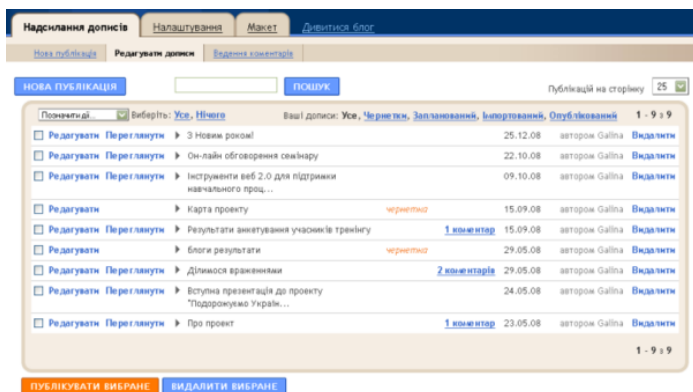 Надсилання дописів Налаштування Макет Дивитися блог
Нова публікація Редагувати дописи Ведення коментарів
НОВА ПУБЛІКАЦІЯ ПОШУК Публікацій на сторінку 25
Позначити ді... Виберіть: Усе, Нічого Ваші дописи: Усе, Чернетки, Запланований, Імпортований, Опублікований 1 - 9 з 9
Редагувати Переглянути З Новим роком! 25.12.08 автором Galina Видалити
Редагувати Переглянути Он-лайн обговорення семінару 22.10.08 автором Galina Видалити
Редагувати Переглянути Інструменти веб 2.0 для підтримки 09.10.08 автором Galina Видалити
навчального проц...
Редагувати Карта проекту чернетка 15.09.08 автором Galina Видалити
Редагувати Переглянути Результати анкетування учасників тренінгу 1 коментар 15.09.08 автором Galina Видалити
Редагувати блоги результати чернетка 29.05.08 автором Galina Видалити
Редагувати Переглянути Ділимося враженнями 2 коментарів 29.05.08 автором Galina Видалити
Редагувати Переглянути Вступна презентація до проекту 24.05.08 автором Galina Видалити
"Подорожуємо Україн...
Редагувати Переглянути Про проект 1 коментар 23.05.08 автором Galina Видалити
1 - 9 з 9
ПУБЛІКУВАТИ ВИБРАНЕ ВИДАЛИТИ ВИБРАНЕ